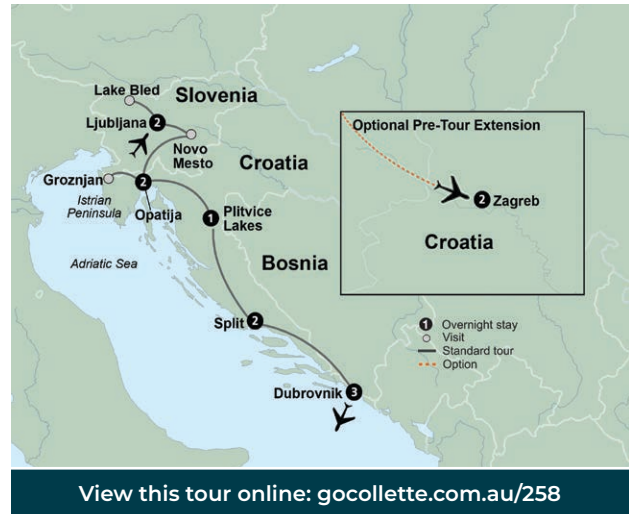 Lake Bled
Slovenia
Ljubljana 2
Novo
Mesto
Croatia
Groznjan
2
Istrian
Peninsula
Opatija
1 Plitvice
Lakes
Adriatic Sea
Bosnia
Split 2
Dubrovnik 3
Optional Pre-Tour Extension
2 Zagreb
Croatia
1 Overnight stay
Visit
Standard tour
Option
View this tour online: gocollette.com.au/258